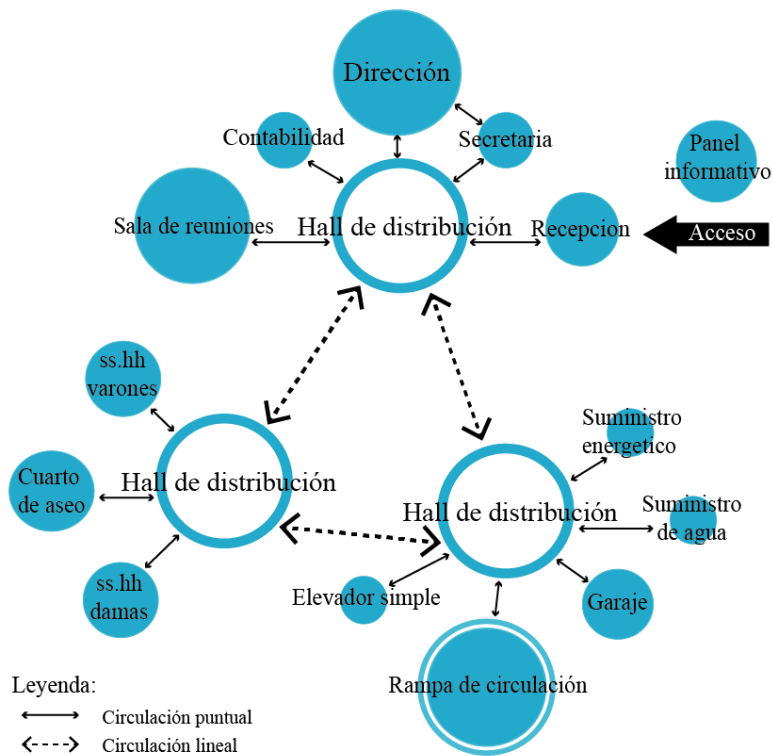 Dirección
Contabilidad
Secretaria
Panel
informativo
Sala de reuniones
Hall de distribución
Recepcion
Acceso
ss.hh
varones
Cuarto
de aseo
Hall de distribución
ss.hh
damas
Suministro
energetico
Hall de distribución
Suministro
de agua
Elevador simple
Garaje
Rampa de circulación
Leyenda:
Circulación puntual
Circulación lineal